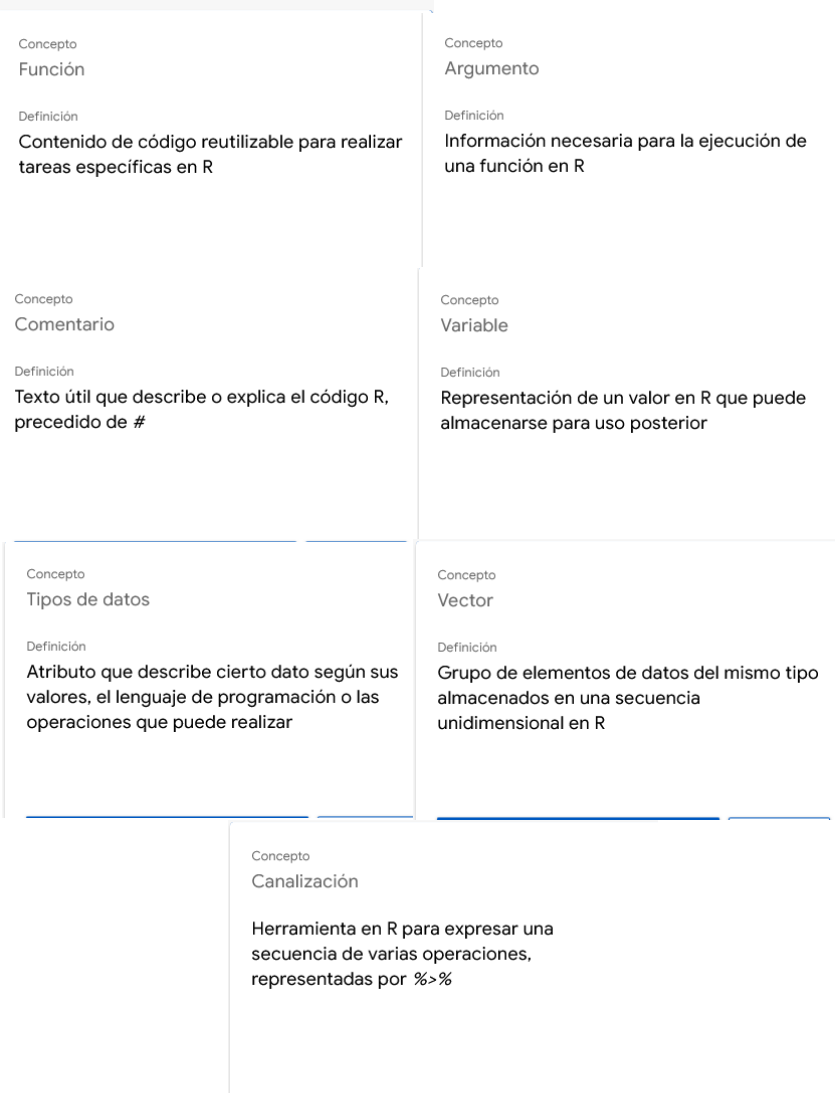 Concepto
Función
Definición
Contenido de código reutilizable para realizar
tareas específicas en R
Concepto
Argumento
Definición
Información necesaria para la ejecución de
una función en R
Concepto
Comentario
Definición
Texto útil que describe o explica el código R,
precedido de #
Concepto
Variable
Definición
Representación de un valor en R que puede
almacenarse para uso posterior
Concepto
Tipos de datos
Definición
Atributo que describe cierto dato según sus
valores, el lenguaje de programación o las
operaciones que puede realizar
Concepto
Vector
Definición
Grupo de elementos de datos del mismo tipo
almacenados en una secuencia
unidimensional en R
Concepto
Canalización
Herramienta en R para expresar una
secuencia de varias operaciones,
representadas por %>%